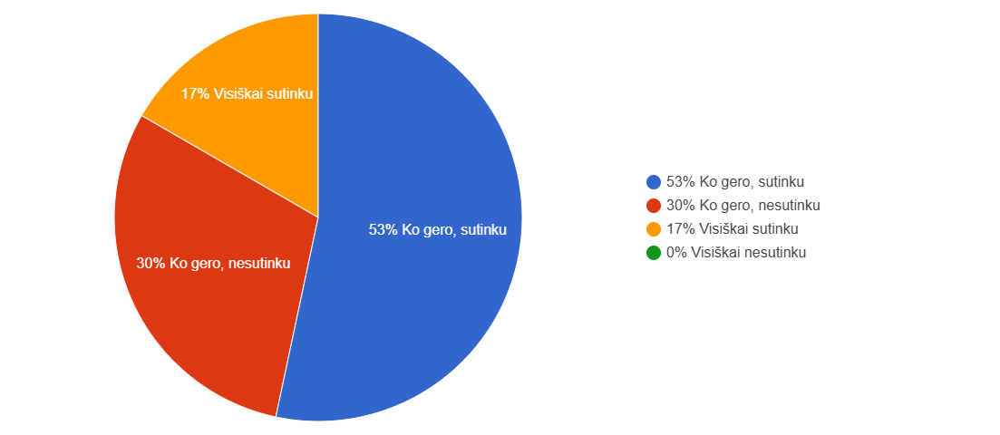 17% Visiškai sutinku
53% Ko gero, sutinku
30% Ko gero, nesutinku
53% Ko gero, sutinku
30% Ko gero, nesutinku
17% Visiškai sutinku
0% Visiškai nesutinku